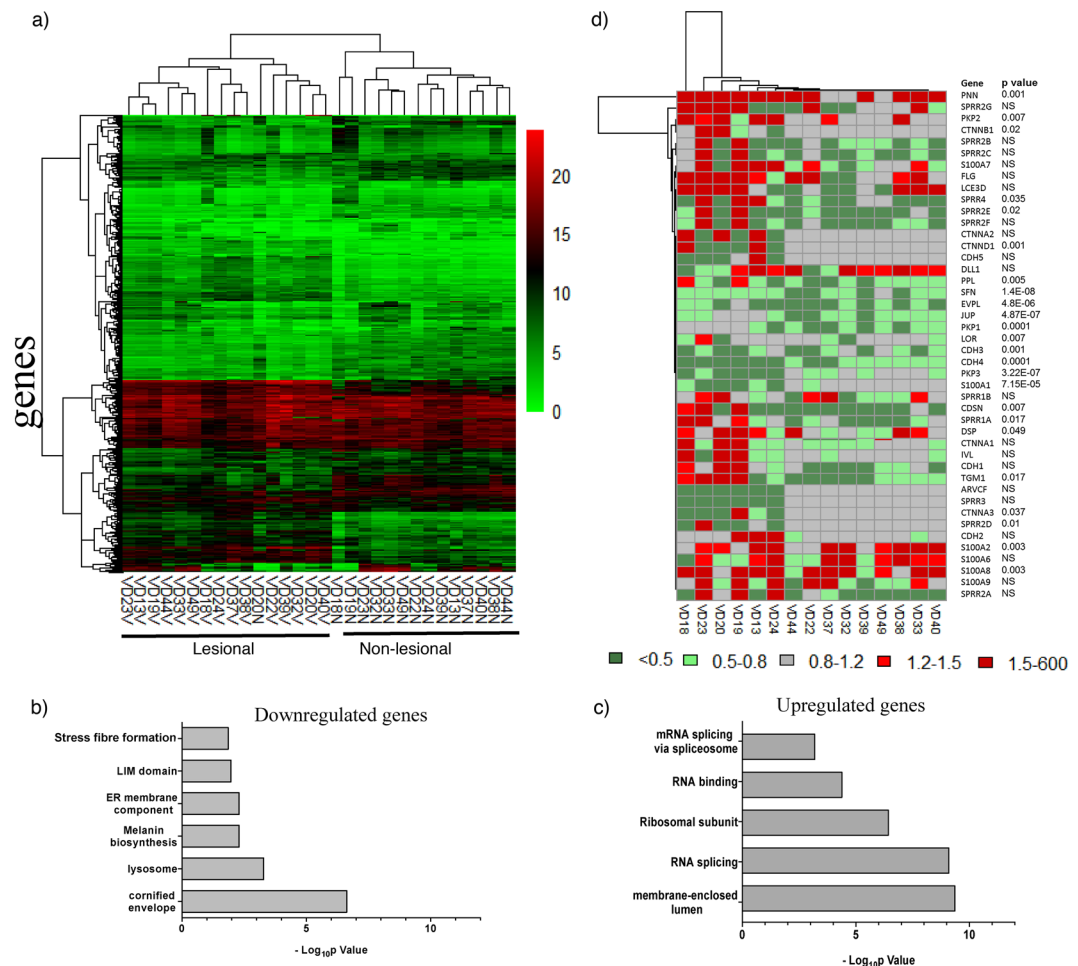 a)
genes
20
15
10
5
0
VD23V
VD13V
VD19V
VD44V
VD33V
VD49V
VD18V
VD24V
VD37V
VD38V
VD20N
VD22V
VD39V
VD32V
VD20V
VD40V
VD18N
VD19N
VD23N
VD32N
VD33N
VD49N
VD22N
VD24N
VD39N
VD13N
VD37N
VD40N
VD38N
VD44N
Lesional
Non-lesional
d)
Gene p value
PNN 0.001
SPRR2G NS
PKP2 0.007
CTNNB1 0.02
SPRR2B NS
SPRR2C NS
S100A7 NS
FLG NS
LCE3D NS
SPRR4 0.035
SPRR2E 0.02
SPRR2F NS
CTNNA2 NS
CTNND1 0.001
CDH5 NS
DLL1 NS
PPL 0.005
SFN 1.4E-08
EVPL 4.8E-06
JUP 4.87E-07
PKP1 0.0001
LOR 0.007
CDH3 0.001
CDH4 0.0001
PKP3 3.22E-07
S100A1 7.15E-05
SPRR1B NS
CDSN 0.007
SPRR1A 0.017
DSP 0.049
CTNNA1 NS
IVL NS
CDH1 NS
TGM1 0.017
ARVCF NS
SPRR3 NS
CTNNA3 0.037
SPRR2D 0.01
CDH2 NS
S100A2 0.003
S100A6 NS
S100A8 0.003
S100A9 NS
SPRR2A NS
VD18
VD23
VD20
VD19
VD13
VD24
VD44
VD22
VD37
VD32
VD39
VD49
VD38
VD33
VD40
<0.5 0.5-0.8 0.8-1.2 1.2-1.5 1.5-600
b)
Downregulated genes
Stress fibre formation
LIM domain
ER membrane
component
Melanin
biosynthesis
lysosome
cornified
envelope
0 5 10
- Log10p Value
c)
Upregulated genes
mRNA splicing
via spliceosome
RNA binding
Ribosomal subunit
RNA splicing
membrane-enclosed
lumen
0 5 10
- Log10p Value